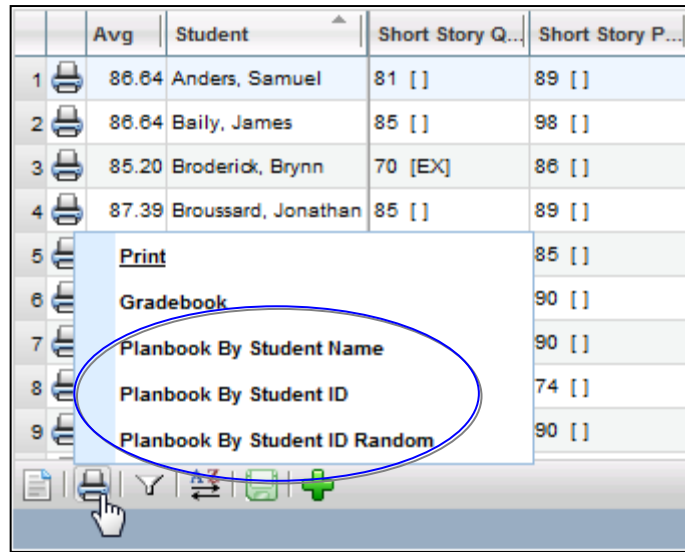 Avg Student Short Story Q... Short Story P...
1 86.64 Anders, Samuel 81 [ ] 89 [ ]
2 86.64 Baily, James 85 [ ] 98 [ ]
3 85.20 Broderick, Brynn 70 [EX] 86 [ ]
4 87.39 Broussard, Jonathan 85 [ ] 89 [ ]
5 Print 85 [ ]
6 Gradebook 90 [ ]
7 Planbook By Student Name 90 [ ]
8 Planbook By Student ID 74 [ ]
9 Planbook By Student ID Random 90 [ ]